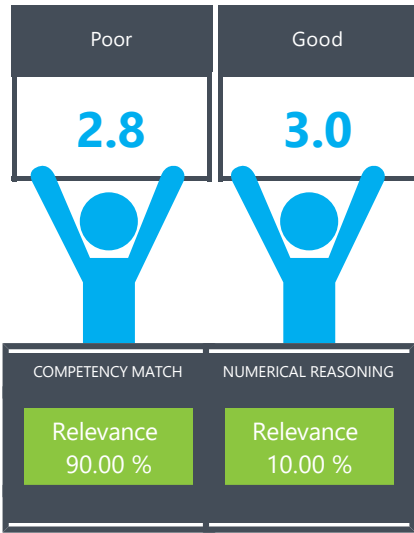 Poor
Good
2.8
3.0
COMPETENCY MATCH
NUMERICAL REASONING
Relevance
90.00 %
Relevance
10.00 %